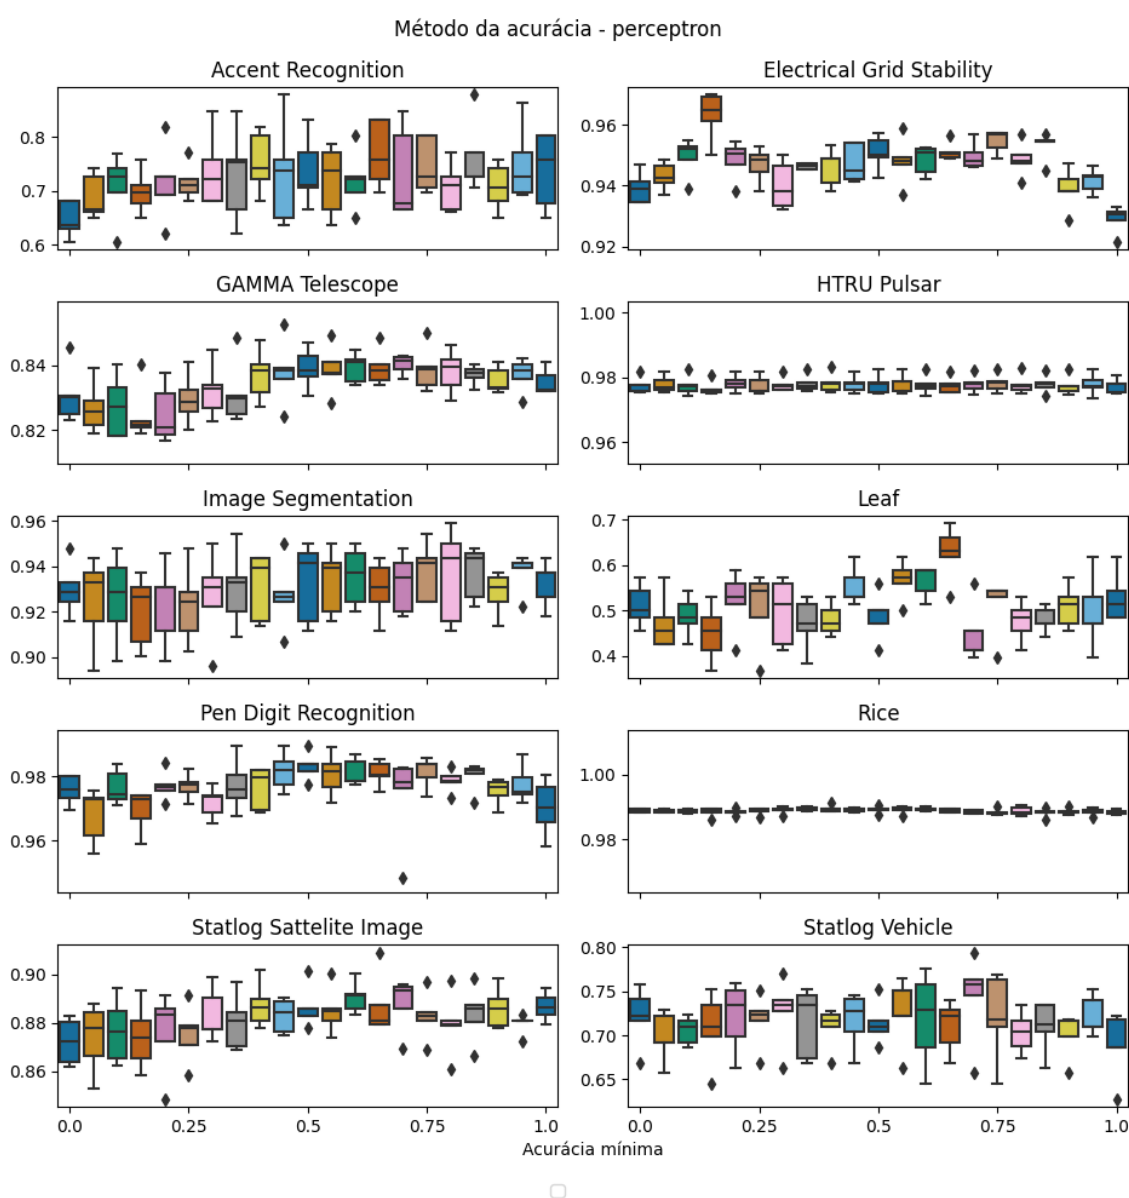 Método da acurácia - perceptron
Accent Recognition
Electrical Grid Stability
0.8
0.7
0.6
0.96
0.94
0.92
GAMMA Telescope
HTRU Pulsar
0.84
0.82
1.00
0.98
0.96
Image Segmentation
Leaf
0.96
0.94
0.92
0.90
0.7
0.6
0.5
0.4
Pen Digit Recognition
Rice
0.98
0.96
1.00
0.98
Statlog Sattelite Image
Statlog Vehicle
0.90
0.88
0.86
0.80
0.75
0.70
0.65
0.0 0.25 0.5 0.75 1.0
0.0 0.25 0.5 0.75 1.0
Acurácia mínima